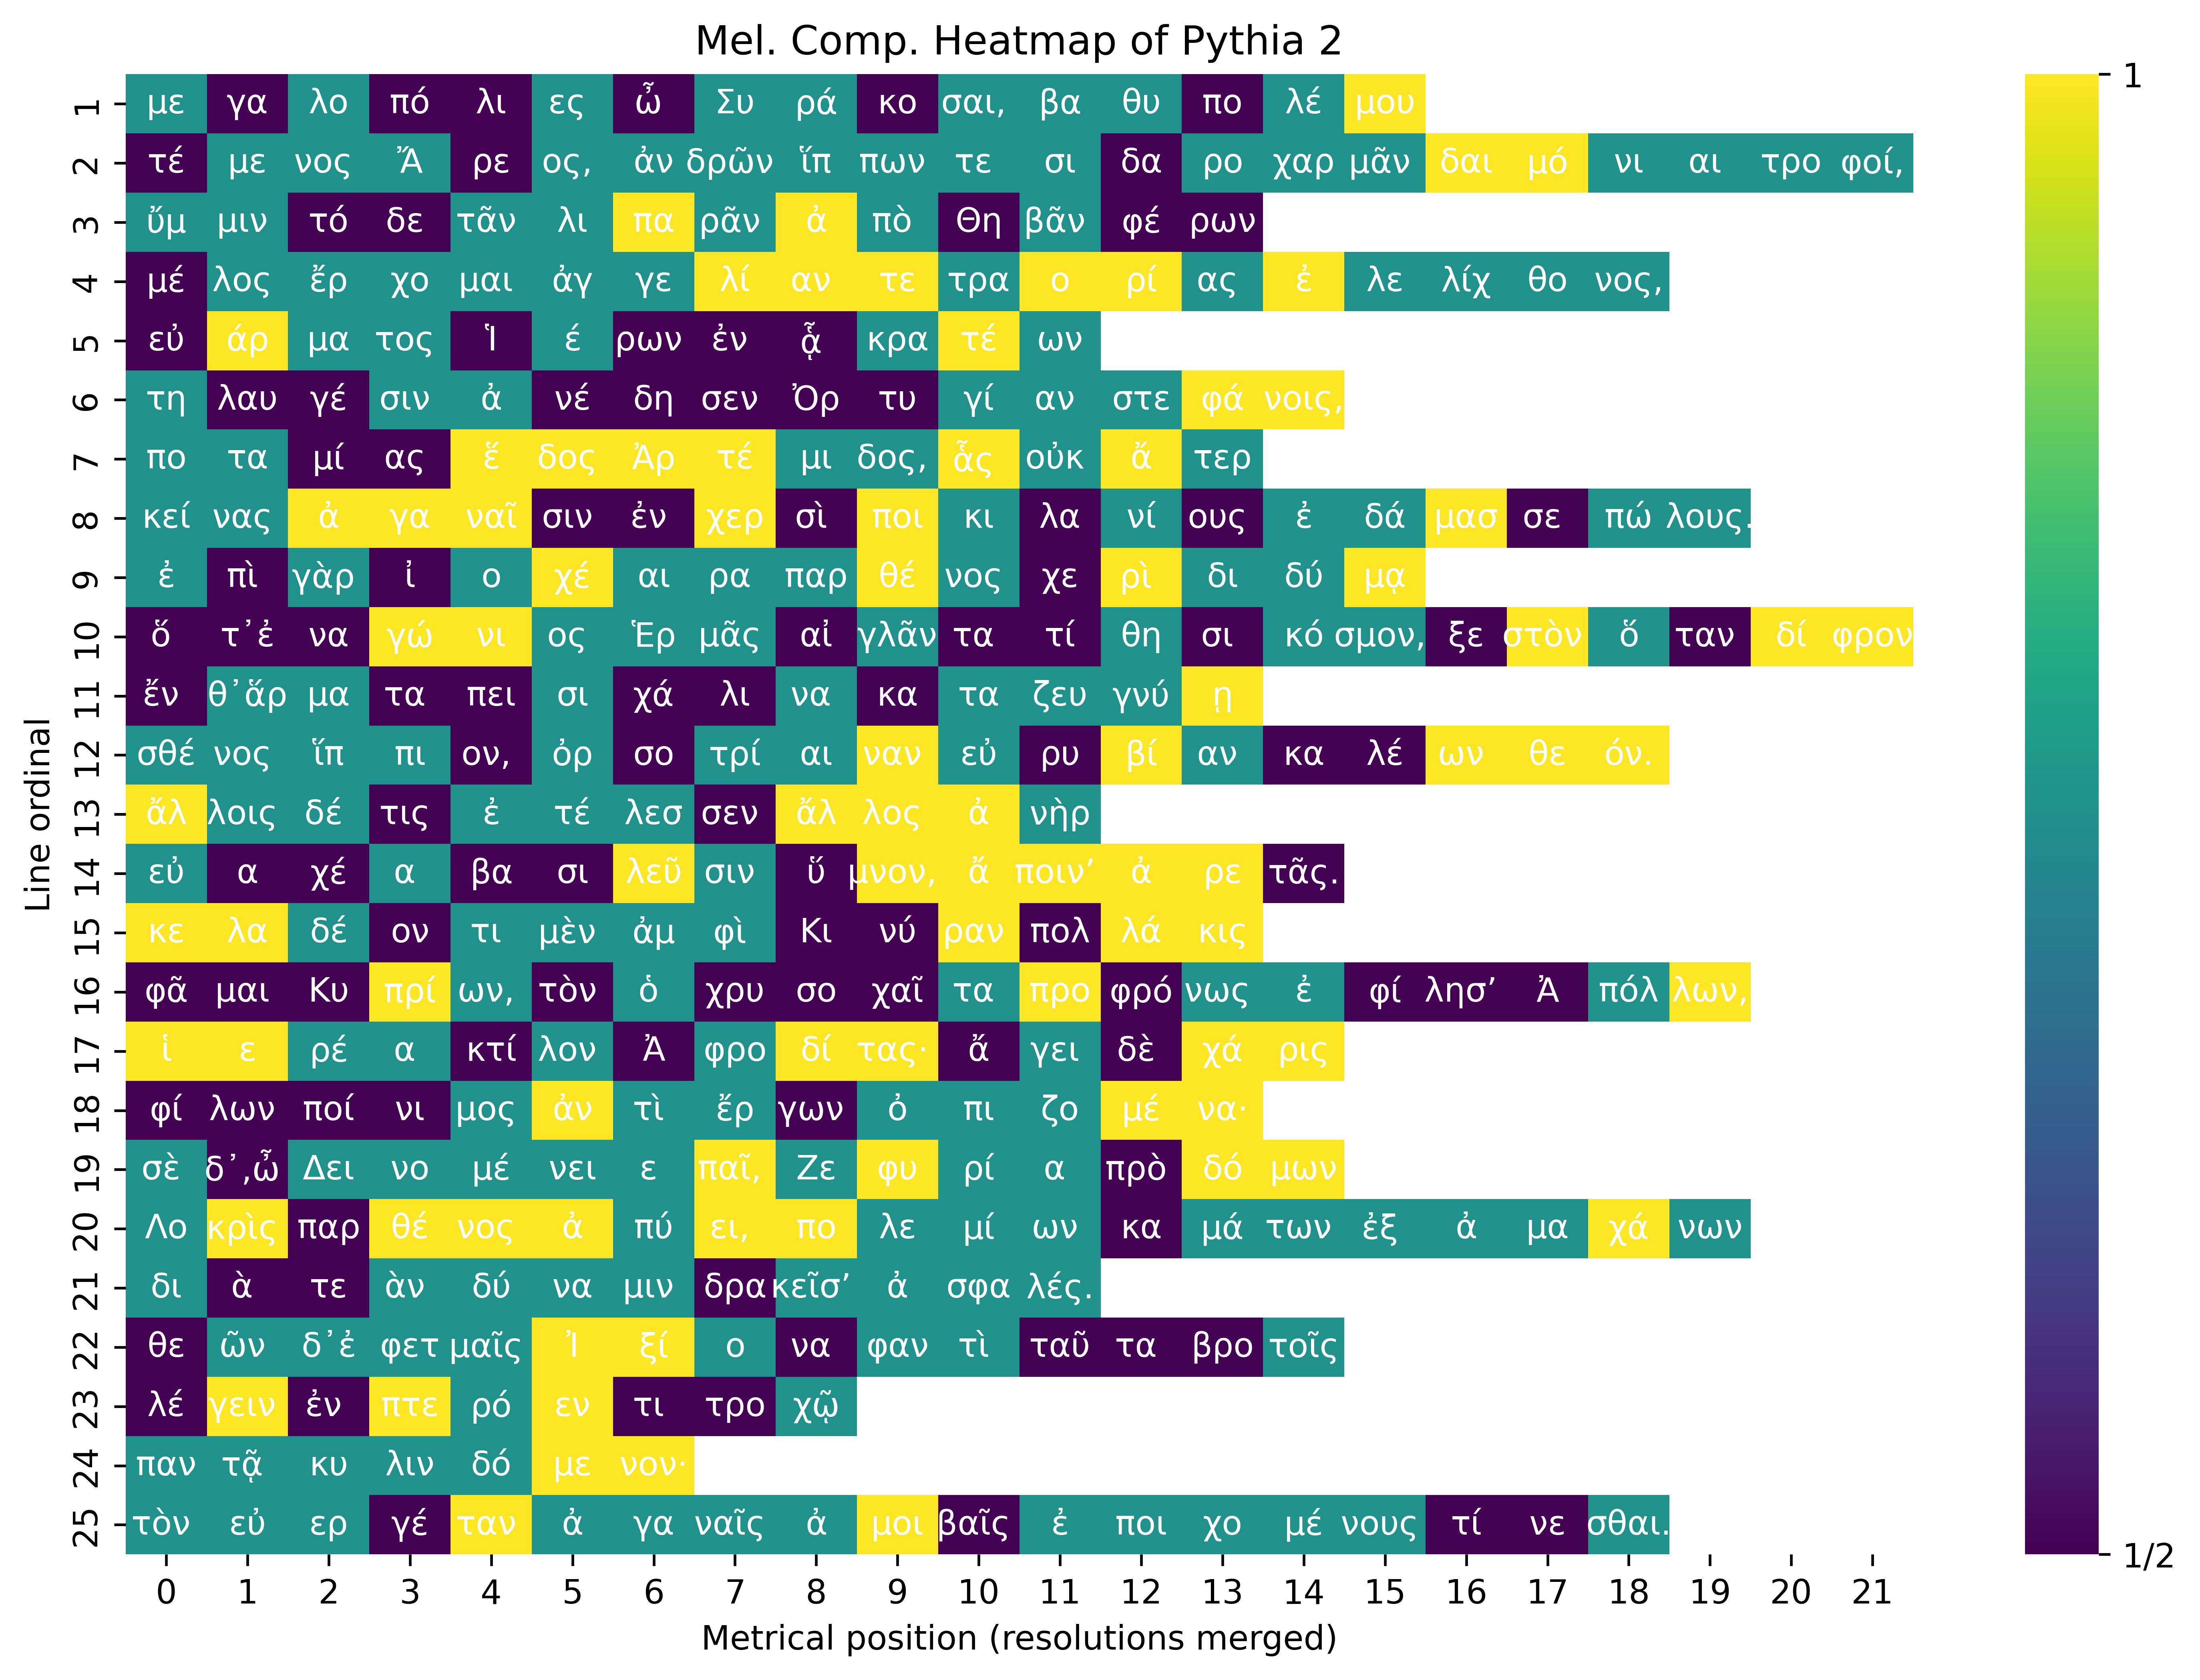 Mel. Comp. Heatmap of Pythia 2
1 με γα λο πό λι ες ὦ Συ ρά κο σαι, βα θυ πο λέ μου
2 τέ με νος Ἄ ρε ος, ἀν δρῶν ἵπ πων τε σι δα ρο χαρ μᾶν δαι μό νι αι τρο φοί,
3 ὔμ μιν τό δε τᾶν λι πα ρᾶν ἀ πὸ Θη βᾶν φέ ρων
4 μέ λος ἔρ χο μαι ἀγ γε λί αν τε τρα ο ρί ας ἐ λε λίχ θο νος,
5 εὐ άρ μα τος Ἱ έ ρων ἐν ᾇ κρα τέ ων
6 τη λαυ γέ σιν ἀ νέ δη σεν Ὀρ τυ γί αν στε φά νοις,
7 πο τα μί ας ἕ δος Ἀρ τέ μι δος, ἇς οὐκ ἄ τερ
8 κεί νας ἀ γα ναῖ σιν ἐν χερ σὶ ποι κι λα νί ους ἐ δά μασ σε πώ λους.
9 ἐ πὶ γὰρ ἰ ο χέ αι ρα παρ θέ νος χε ρὶ δι δύ μᾳ
10 ὅ τ᾽ἐ να γώ νι ος Ἑρ μᾶς αἰ γλᾶν τα τί θη σι κό σμον, ξε στὸν ὅ ταν δί φρον
11 ἔν θ᾽ἅρ μα τα πει σι χά λι να κα τα ζευ γνύ ῃ
12 σθέ νος ἵπ πι ον, ὀρ σο τρί αι ναν εὐ ρυ βί αν κα λέ ων θε όν.
13 ἄλ λοις δέ τις ἐ τέ λεσ σεν ἄλ λος ἀ νὴρ
14 εὐ α χέ α βα σι λεῦ σιν ὕ μνον, ἄ ποιν’ ἀ ρε τᾶς.
15 κε λα δέ ον τι μὲν ἀμ φὶ Κι νύ ραν πολ λά κις
16 φᾶ μαι Κυ πρί ων, τὸν ὁ χρυ σο χαῖ τα προ φρό νως ἐ φί λησ’ Ἀ πόλ λων,
17 ἱ ε ρέ α κτί λον Ἀ φρο δί τας· ἄ γει δὲ χά ρις
18 φί λων ποί νι μος ἀν τὶ ἔρ γων ὀ πι ζο μέ να·
19 σὲ δ᾽,ὦ Δει νο μέ νει ε παῖ, Ζε φυ ρί α πρὸ δό μων
20 Λο κρὶς παρ θέ νος ἀ πύ ει, πο λε μί ων κα μά των ἐξ ἀ μα χά νων
21 δι ὰ τε ὰν δύ να μιν δρα κεῖσ’ ἀ σφα λές.
22 θε ῶν δ᾽ἐ φετ μαῖς Ἰ ξί ο να φαν τὶ ταῦ τα βρο τοῖς
23 λέ γειν ἐν πτε ρό εν τι τρο χῷ
24 παν τᾷ κυ λιν δό με νον·
25 τὸν εὐ ερ γέ ταν ἀ γα ναῖς ἀ μοι βαῖς ἐ ποι χο μέ νους τί νε σθαι.
0 1 2 3 4 5 6 7 8 9 10 11 12 13 14 15 16 17 18 19 20 21
Metrical position (resolutions merged)
Line ordinal
1
1/2